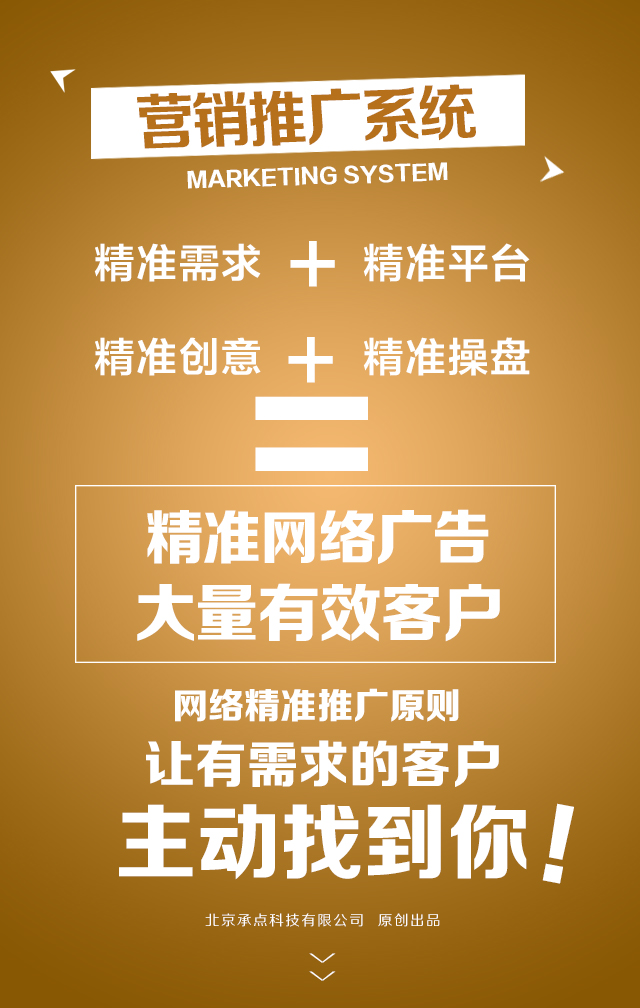 营销推广系统
MARKETING SYSTEM
精准需求 + 精准平台
精准创意 + 精准操盘
=
精准网络广告
大量有效客户
网络精准推广原则
让有需求的客户
主动找到你!
北京承点科技有限公司 原创出品